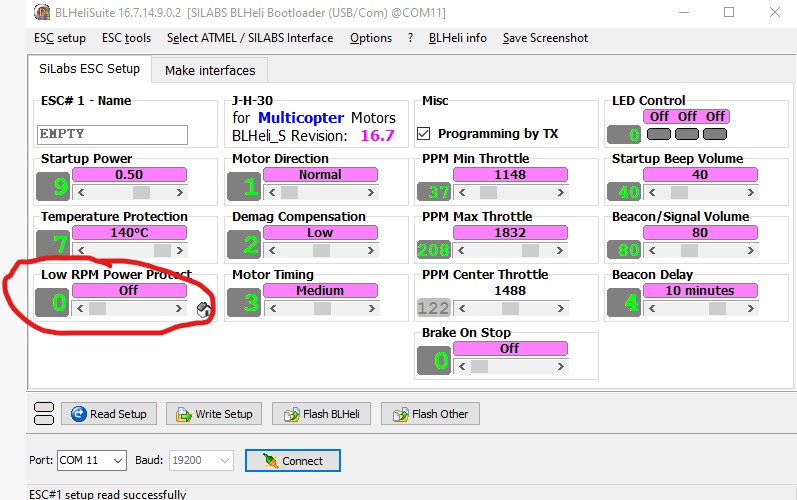 BLHeliSuite 16.7.14.9.0.2 [SILABS BLHeli Bootloader (USB/Com) @COM11]
ESC setup ESC tools Select ATMEL / SILABS Interface Options ? BLHeli info Save Screenshot
SiLabs ESC Setup Make interfaces
ESC# 1 - Name
EMPTY
J-H-30
for Multicopter Motors
BLHeli_S Revision: 16.7
Misc
Programming by TX
LED Control
Off Off Off
0
Startup Power
0.50
9
Motor Direction
Normal
1
PPM Min Throttle
1148
37
Startup Beep Volume
40
40
Temperature Protection
140°C
7
Demag Compensation
Low
2
PPM Max Throttle
1832
208
Beacon/Signal Volume
80
80
Low RPM Power Protect
Off
0
Motor Timing
Medium
3
PPM Center Throttle
1488
122
Beacon Delay
10 minutes
4
Brake On Stop
Off
0
Read Setup Write Setup Flash BLHeli Flash Other
Port: COM 11 Baud: 19200 Connect
ESC#1 setup read successfully